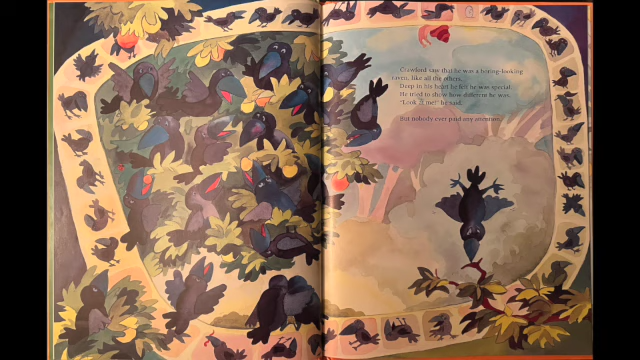 Crawford saw that he was a boring-looking
raven, like all the others.
Deep in his heart he felt he was special.
He tried to show how different he was.
"Look at me!" he said.
But nobody ever paid any attention.